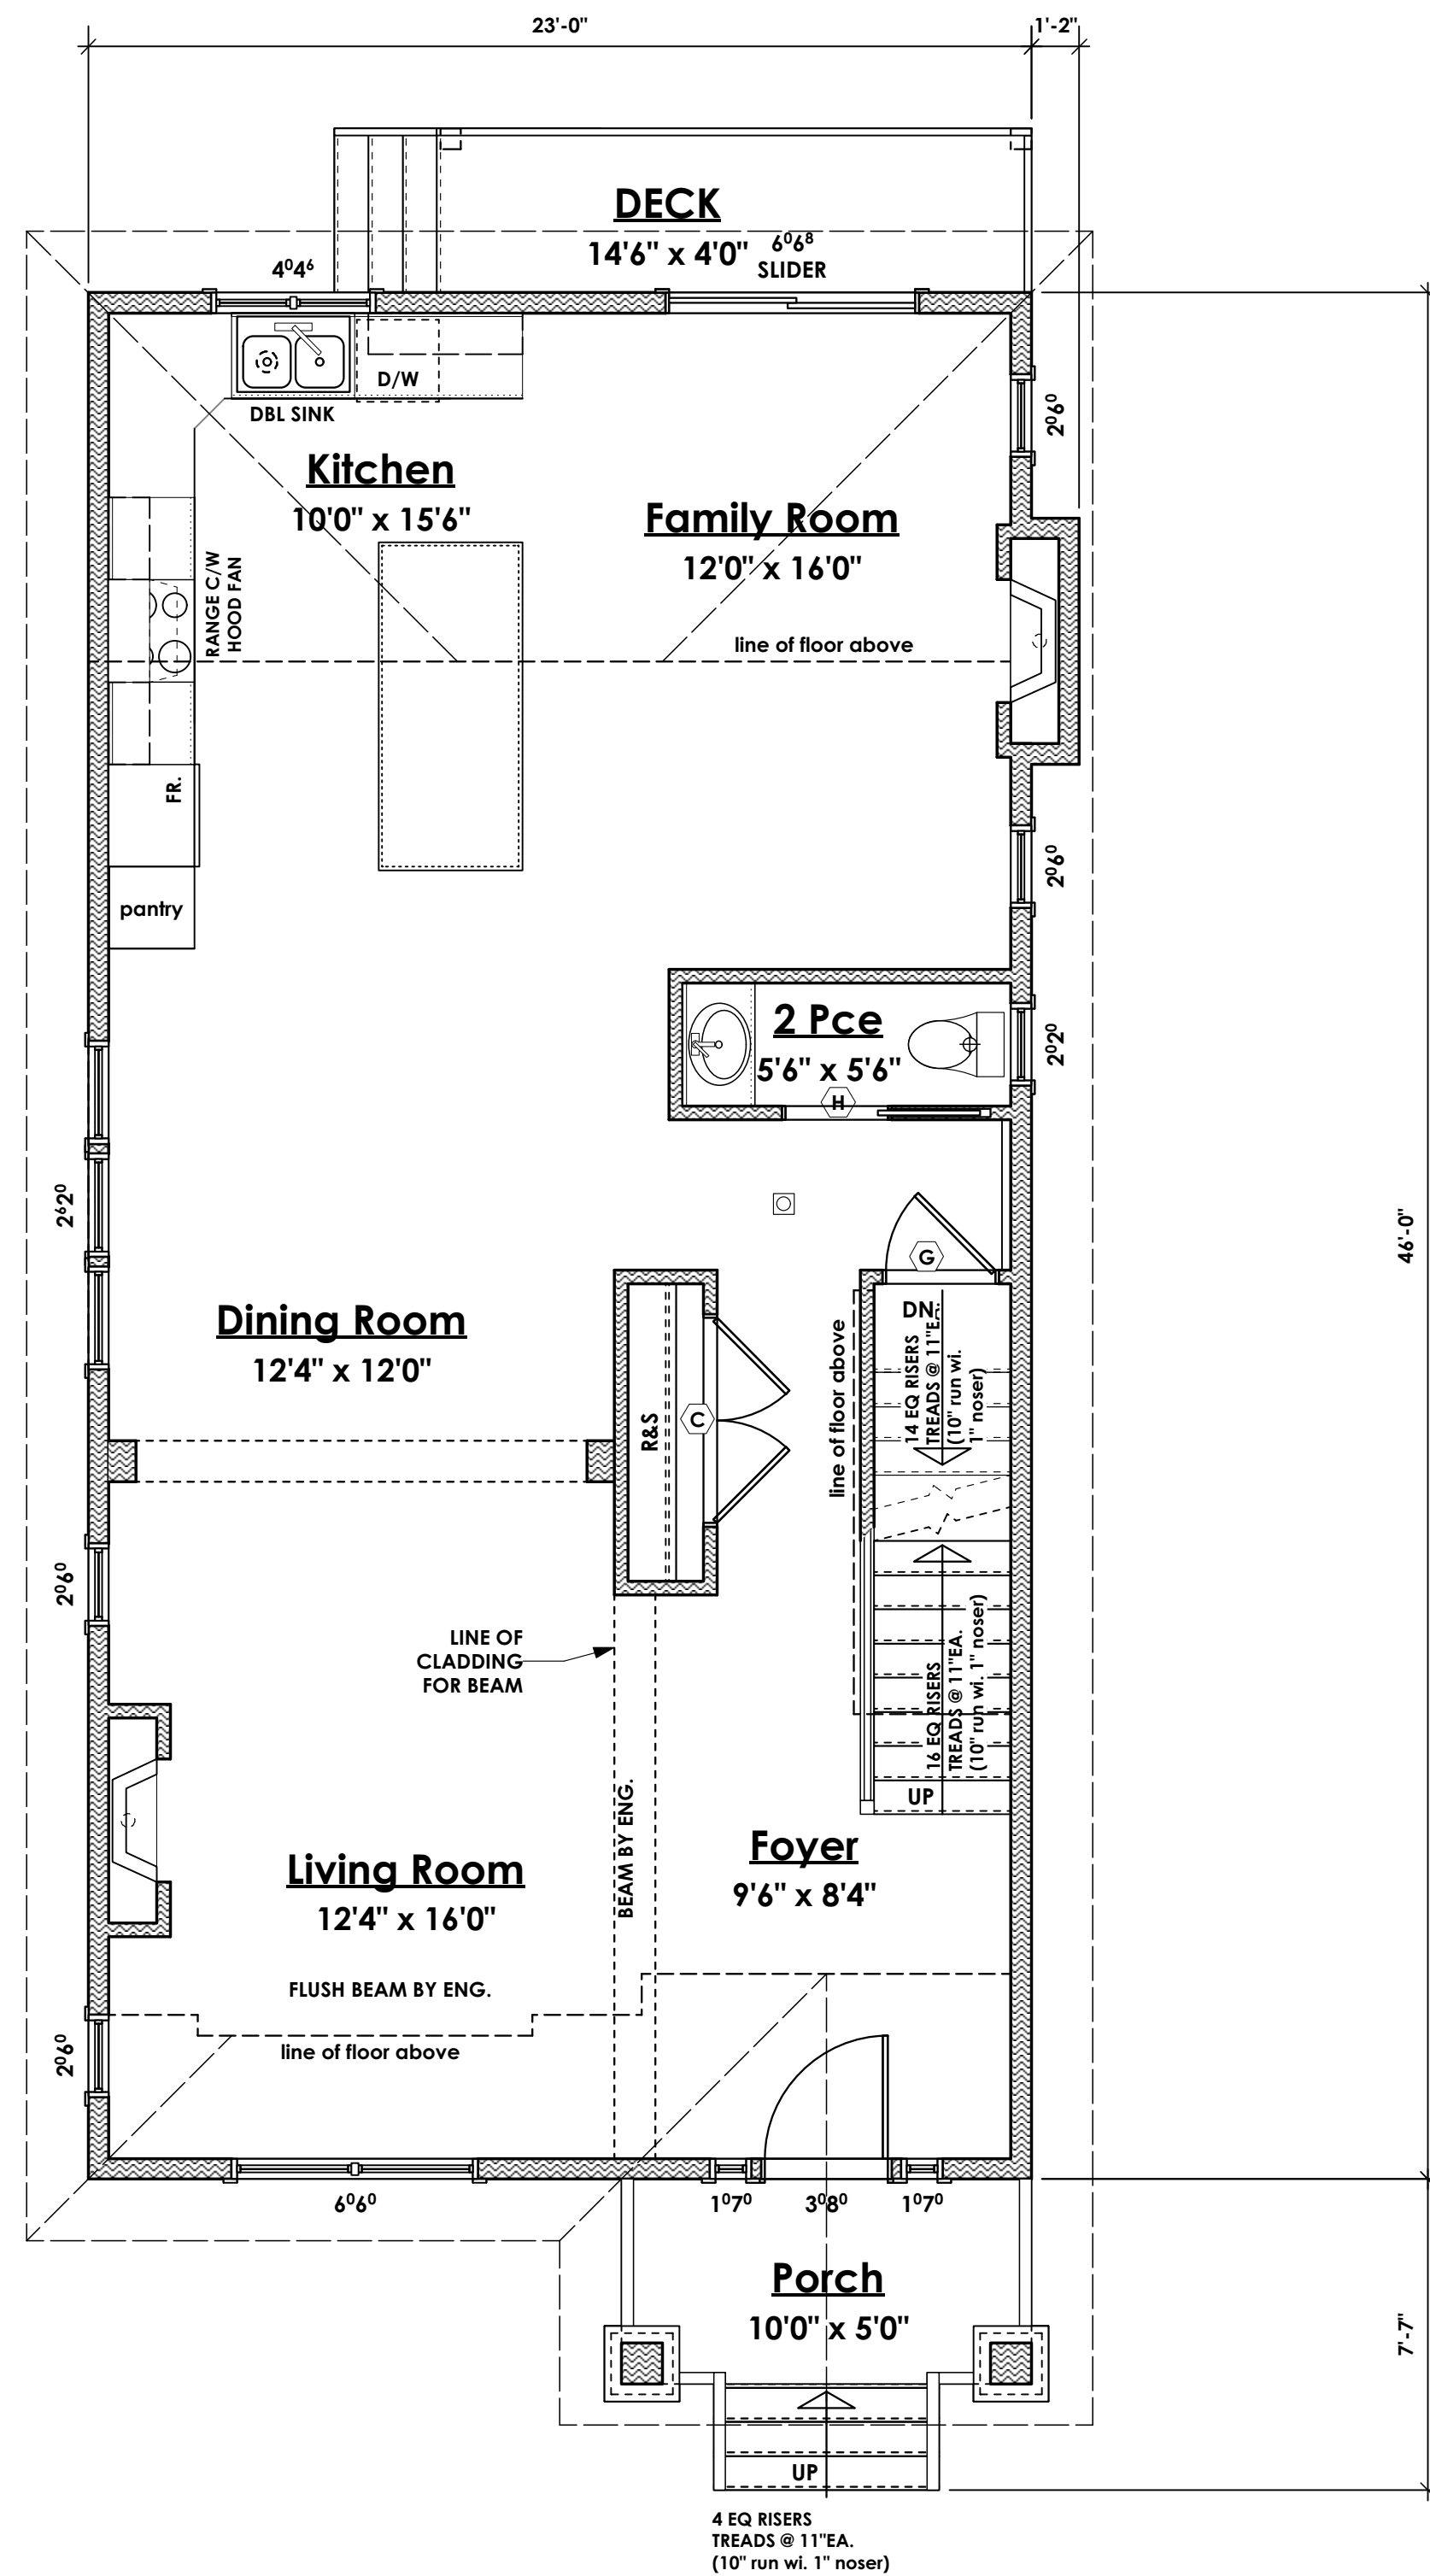 23'-0"
1'-2"
DECK
14'6" x 4'0"
6⁰6⁸
SLIDER
4⁰4⁶
D/W
DBL SINK
Kitchen
10'0" x 15'6"
2⁰6⁰
Family Room
12'0" x 16'0"
RANGE C/W
HOOD FAN
line of floor above
FR.
2⁰6⁰
pantry
2 Pce
5'6" x 5'6"
2⁰2⁰
H
2⁶2⁰
46'-0"
G
DN.
Dining Room
12'4" x 12'0"
line of floor above
14 EQ RISERS
TREADS @ 11"EA.
(10" run wi.
1" noser)
R&S
C
2⁰6⁰
LINE OF
CLADDING
FOR BEAM
16 EQ RISERS
TREADS @ 11"EA.
(10" run wi. 1" noser)
UP
BEAM BY ENG.
Foyer
9'6" x 8'4"
Living Room
12'4" x 16'0"
FLUSH BEAM BY ENG.
line of floor above
2⁰6⁰
6⁰6⁰
1⁰7⁰
3⁰8⁰
1⁰7⁰
Porch
10'0" x 5'0"
7'-7"
UP
4 EQ RISERS
TREADS @ 11"EA.
(10" run wi. 1" noser)